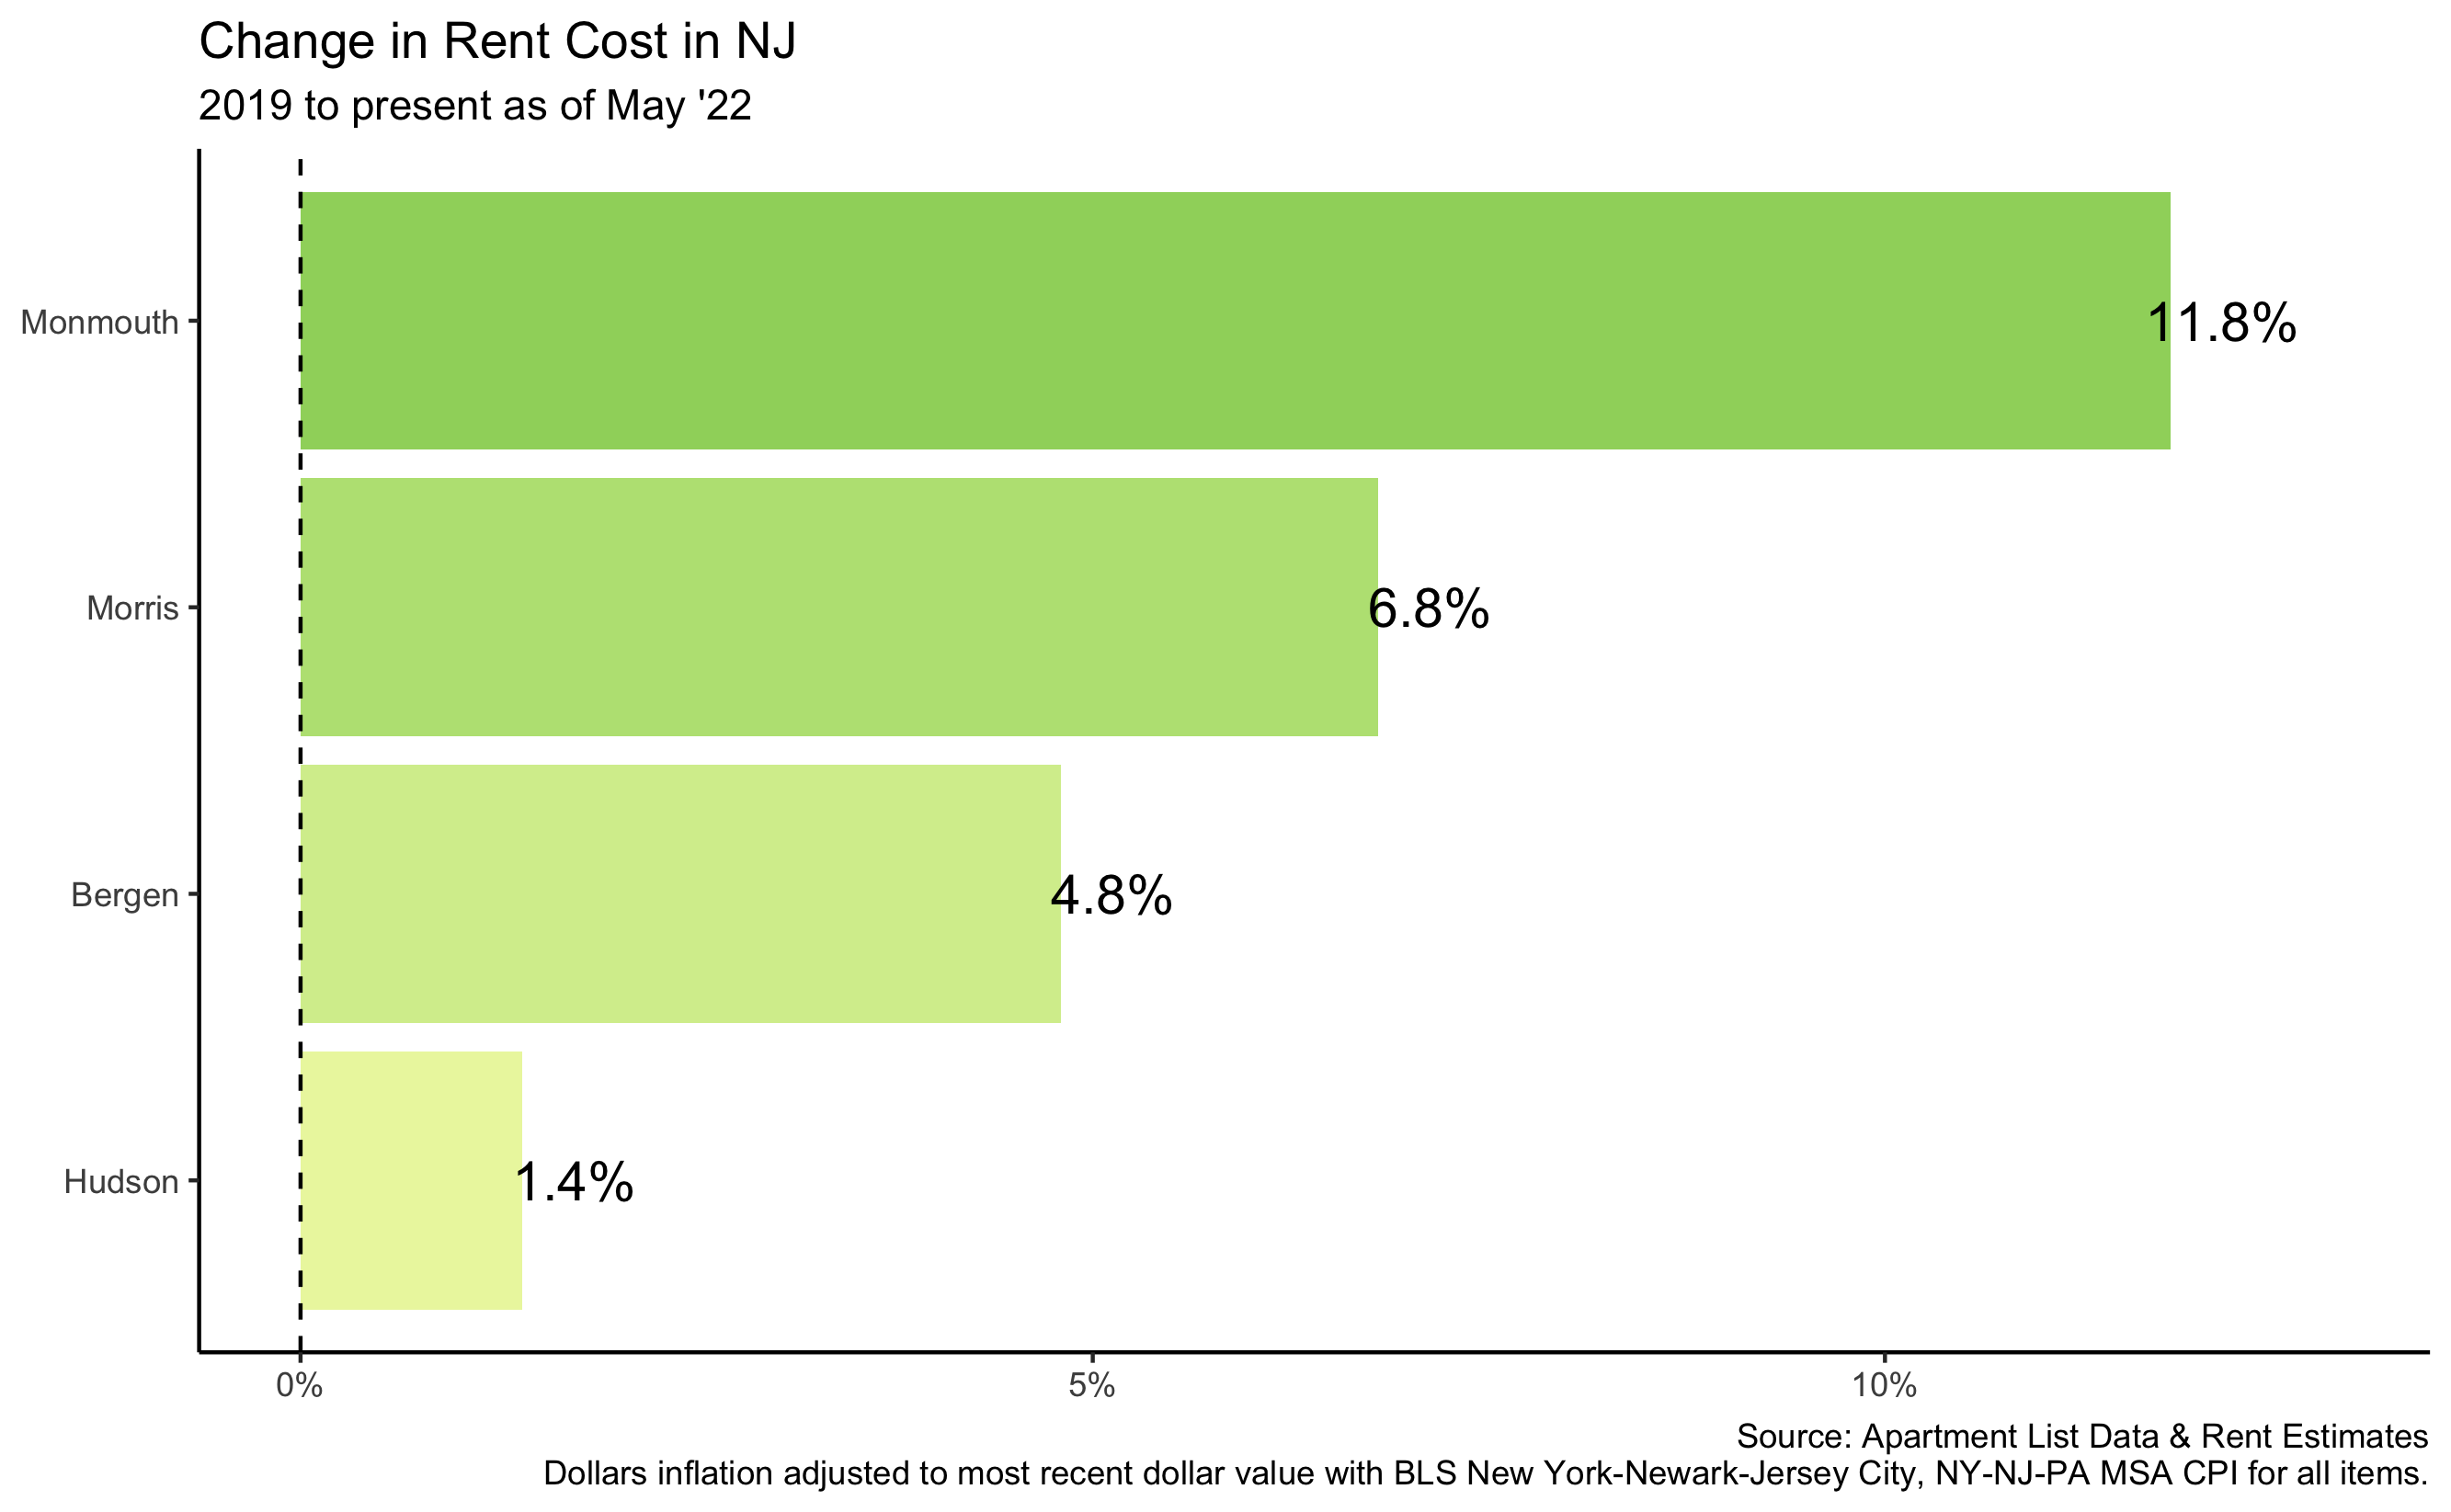 Change in Rent Cost in NJ
2019 to present as of May '22
Monmouth
11.8%
Morris
6.8%
Bergen
4.8%
Hudson
1.4%
0%
5%
10%
Source: Apartment List Data & Rent Estimates
Dollars inflation adjusted to most recent dollar value with BLS New York-Newark-Jersey City, NY-NJ-PA MSA CPI for all items.